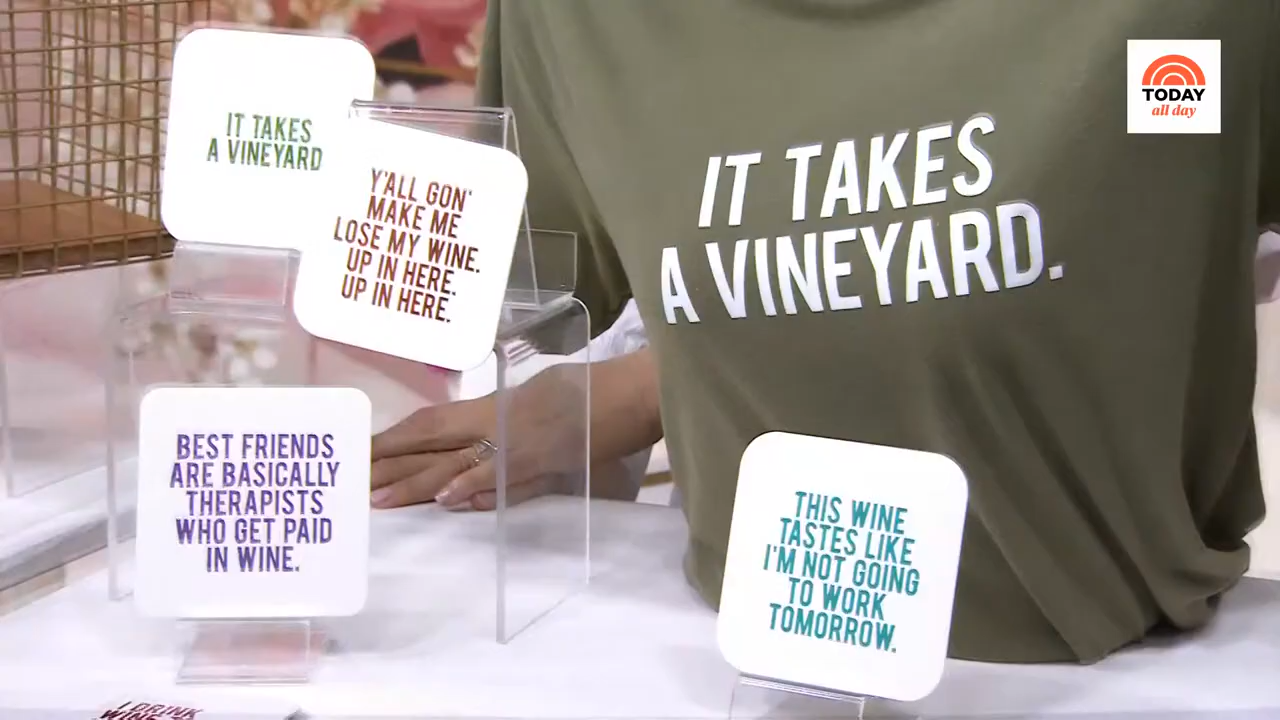 IT TAKES
A VINEYARD
Y'ALL GON'
MAKE ME
LOSE MY WINE.
UP IN HERE.
UP IN HERE.
IT TAKES
A VINEYARD.
TODAY
all day
BEST FRIENDS
ARE BASICALLY
THERAPISTS
WHO GET PAID
IN WINE.
THIS WINE
TASTES LIKE
I'M NOT GOING
TO WORK
TOMORROW.
I DRINK
WINE